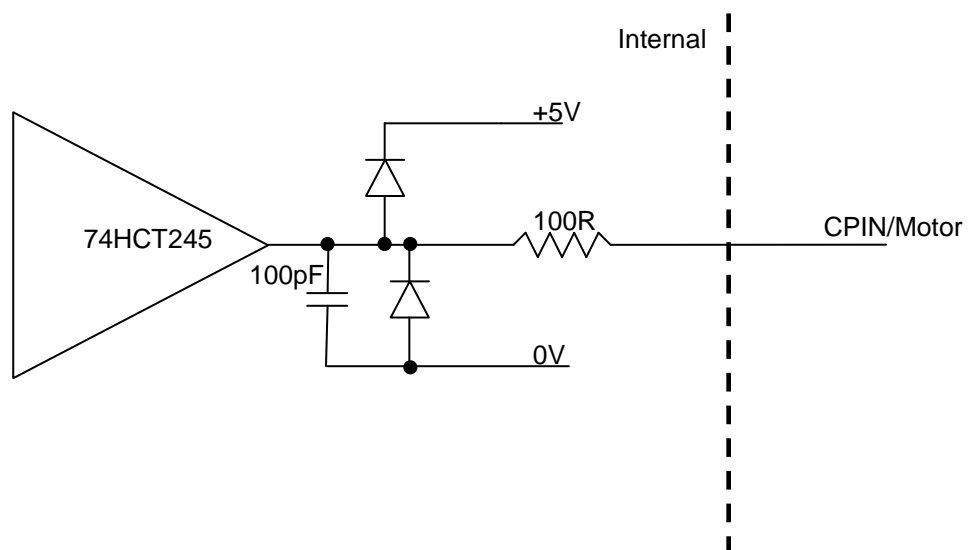 Internal
+5V
74HCT245
100R
CPIN/Motor
100pF
0V